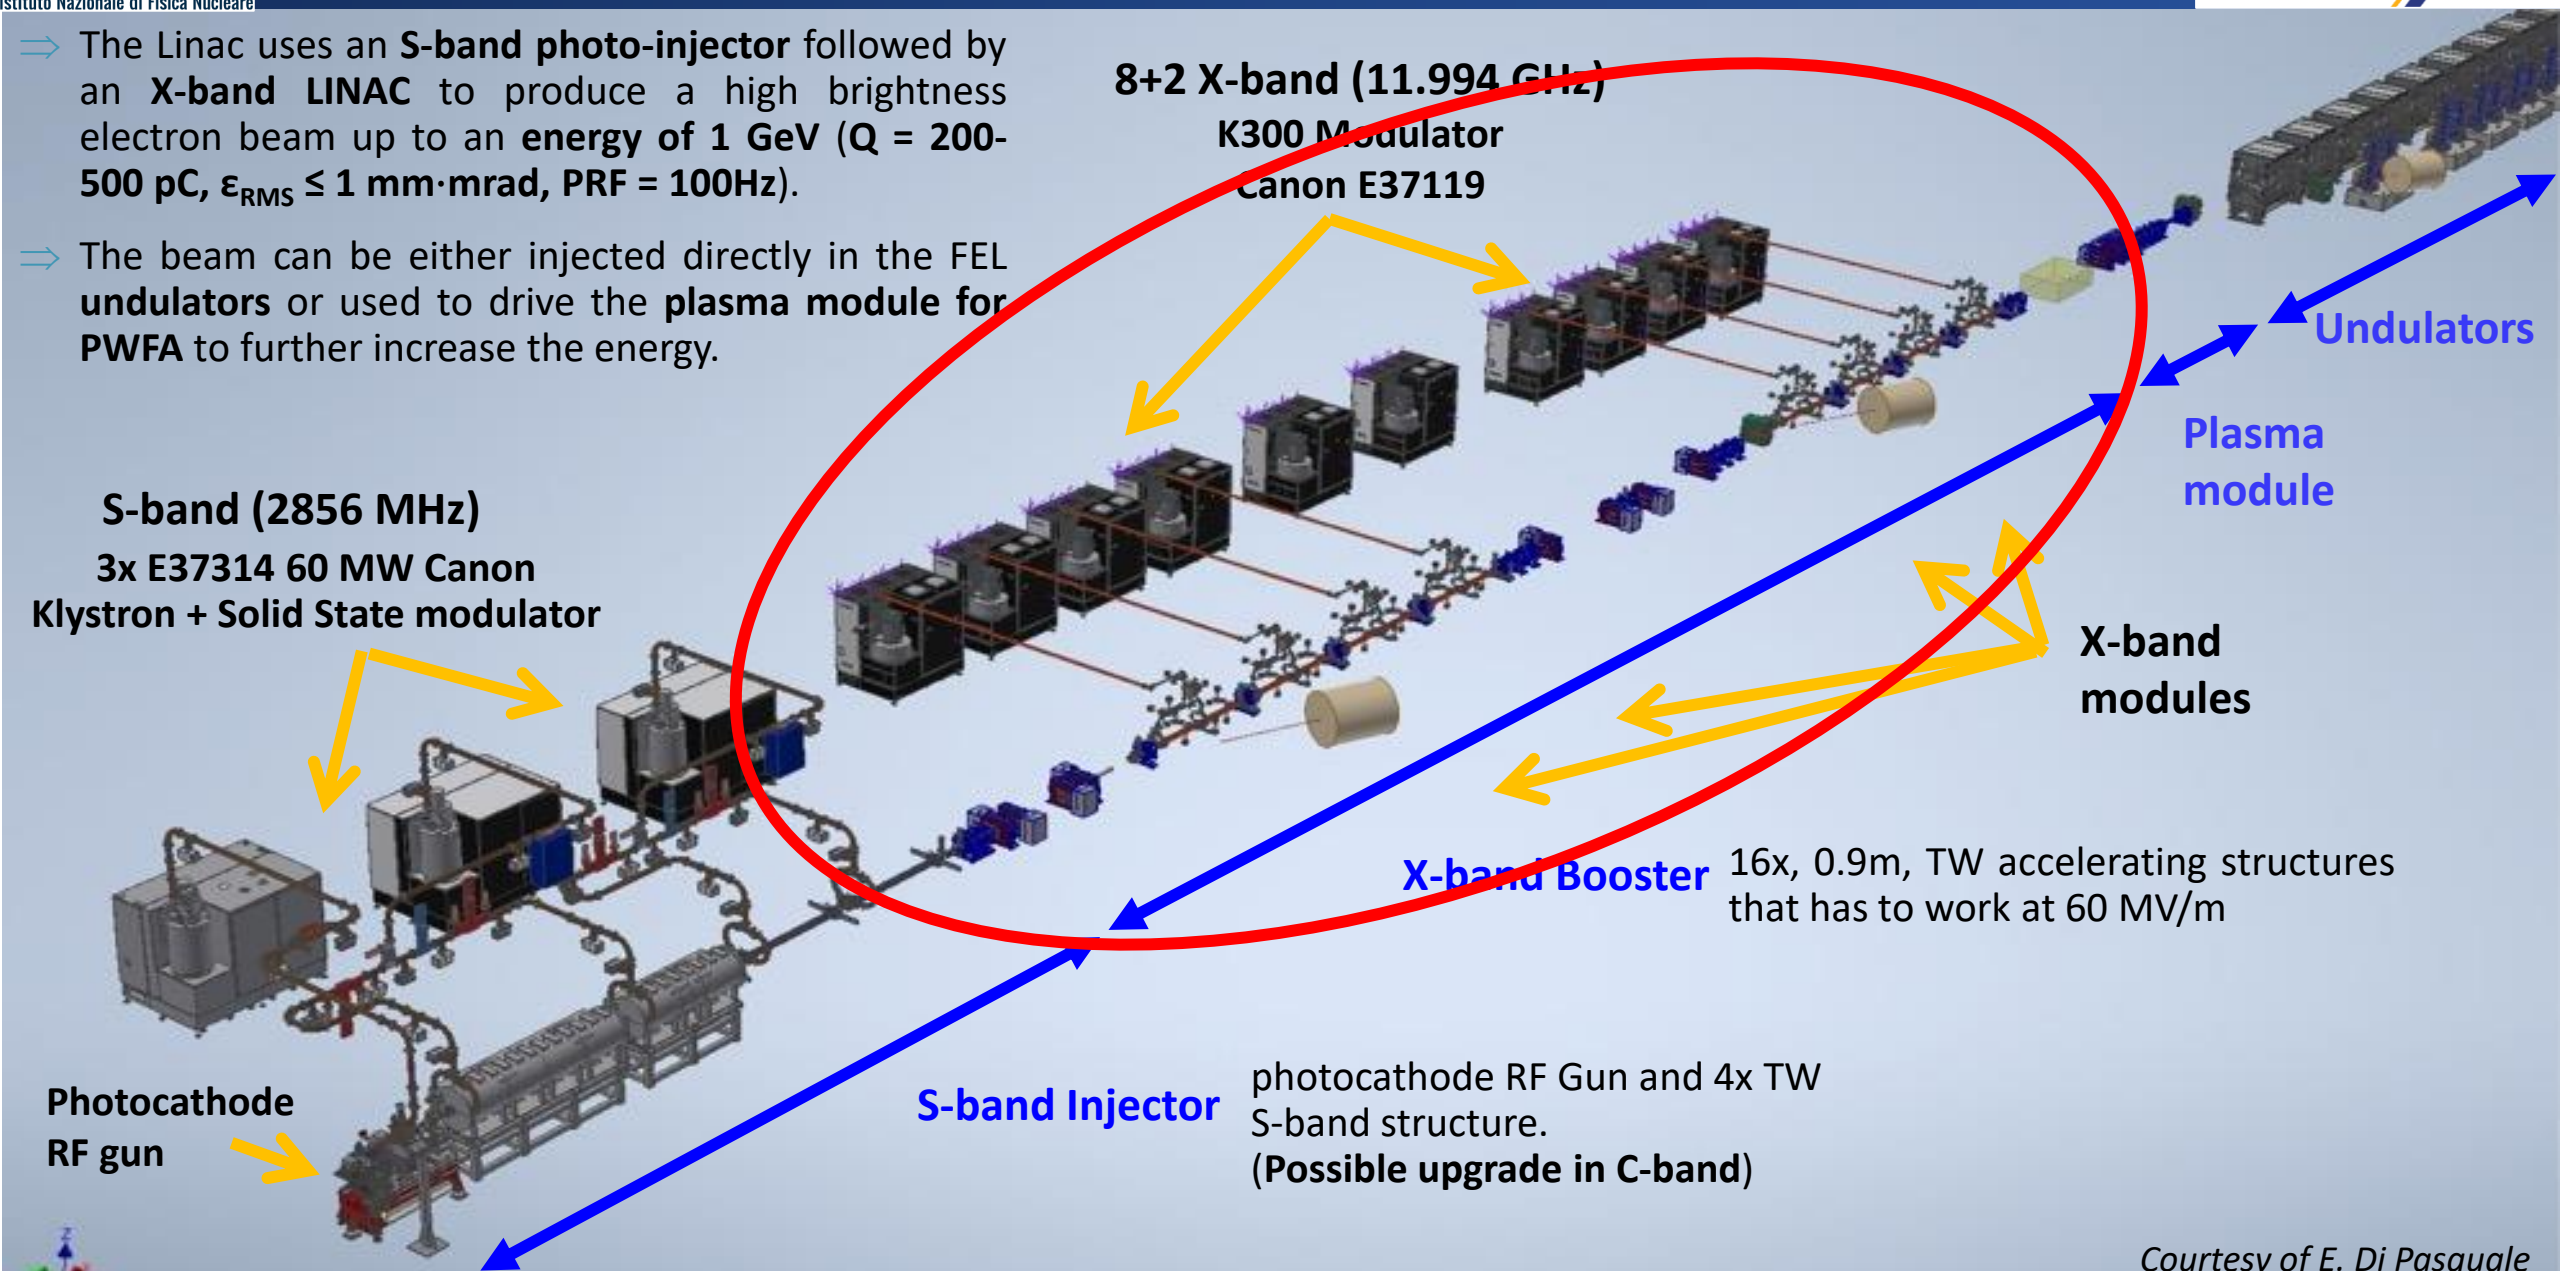 Istituto Nazionale di Fisica Nucleare
⇒ The Linac uses an S-band photo-injector followed by
an X-band LINAC to produce a high brightness
electron beam up to an energy of 1 GeV (Q = 200-
500 pC, εRMS ≤ 1 mm·mrad, PRF = 100Hz).
⇒ The beam can be either injected directly in the FEL
undulators or used to drive the plasma module for
PWFA to further increase the energy.
8+2 X-band (11.994 GHz)
K300 Modulator
Canon E37119
Undulators
Plasma
module
S-band (2856 MHz)
3x E37314 60 MW Canon
Klystron + Solid State modulator
X-band
modules
X-band Booster
16x, 0.9m, TW accelerating structures
that has to work at 60 MV/m
S-band Injector
photocathode RF Gun and 4x TW
S-band structure.
(Possible upgrade in C-band)
Photocathode
RF gun
Z
Courtesy of E. Di Pasquale